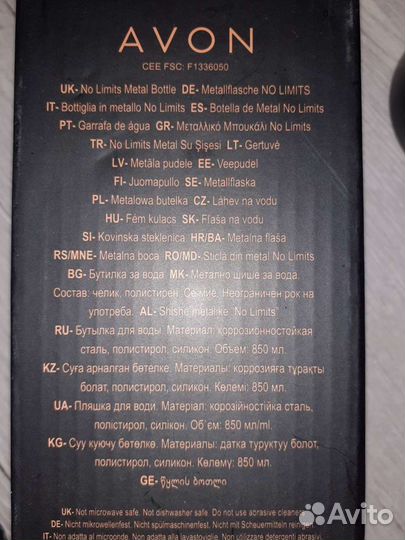 AVON
CEE FSC: F1336050
UK- No Limits Metal Bottle DE- Metallflasche NO LIMITS
IT- Bottiglia in metallo No Limits ES- Botella de Metal No Limits
PT- Garrafa de água GR- Μεταλλικό Μπουκάλι No Limits
TR- No Limits Metal Su Şişesi LT- Gertuvė
LV- Metāla pudele EE- Veepudel
FI- Juomapullo SE- Metallflaska
PL- Metalowa butelka CZ- Láhev na vodu
HU- Fém kulacs SK- Fľaša na vodu
SI- Kovinska steklenica HR/BA- Metalna flaša
RS/MNE- Metalna boca RO/MD- Sticlă din metal No Limits
BG- Бутилка за вода MK- Метално шише за вода.
Состав: челик, полистирен. Се мие. Неограничен рок на
употреба. AL- Shishe metalike 'No Limits'
RU- Бутылка для воды. Материал: коррозионностойкая
сталь, полистирол, силикон. Объем: 850 мл.
KZ- Суға арналған бөтелке. Материалы: коррозияға тұрақты
болат, полистирол, силикон. Көлемі: 850 мл.
UA- Пляшка для води. Матеріал: корозійностійка сталь,
полістирол, силікон. Об'єм: 850 мл/ml.
KG- Суу куючу бөтөлкө. Материалы: датка туруктуу болот,
полистирол, силикон. Көлөмү: 850 мл.
GE- წყლის ბოთლი
UK- Not microwave safe. Not dishwasher safe. Do not use abrasive cleaners
DE- Nicht mikrowellenfest. Nicht spülmaschinenfest. Nicht mit Scheuermitteln reinigen
IT- Non adatta al microonde. Non adatta alla lavastoviglie. Non utilizzare detergenti abrasivi
Avito